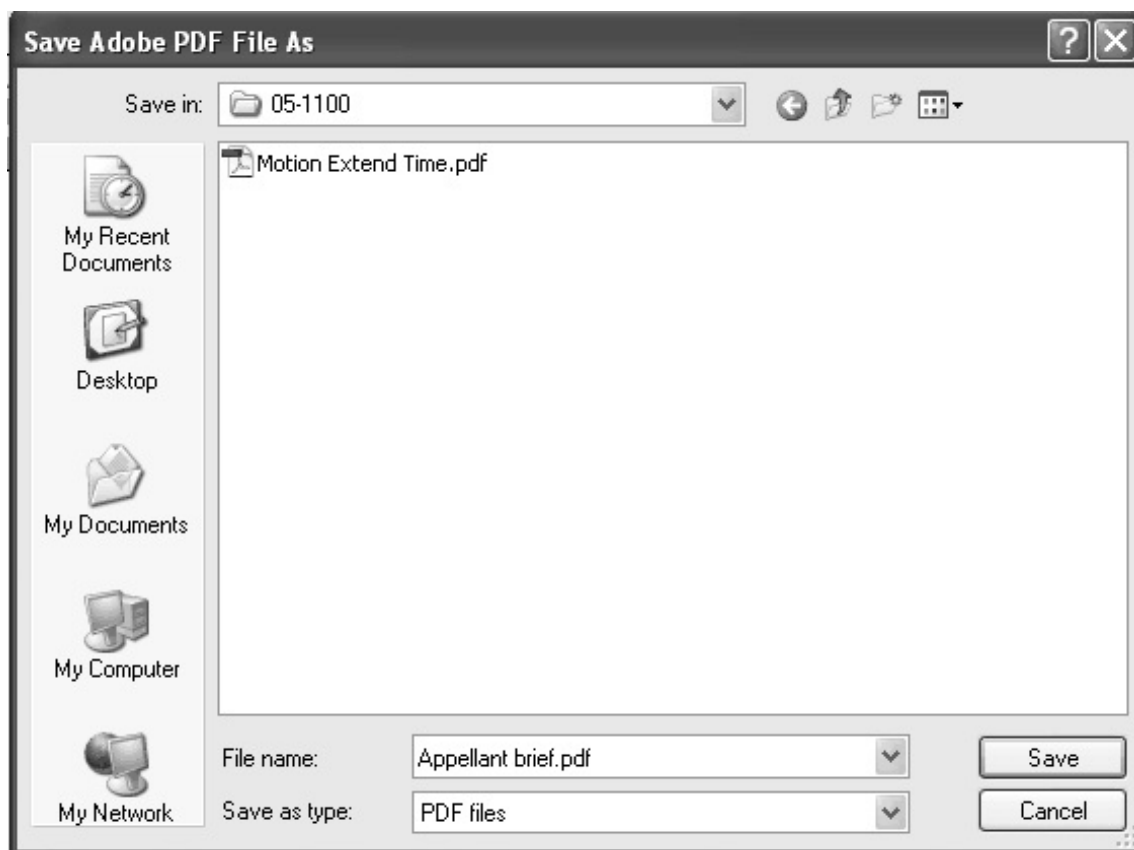 Save Adobe PDF File As
Save in:
05-1100
Motion Extend Time.pdf
My Recent
Documents
Desktop
My Documents
My Computer
My Network
File name:
Appellant brief.pdf
Save
Save as type:
PDF files
Cancel